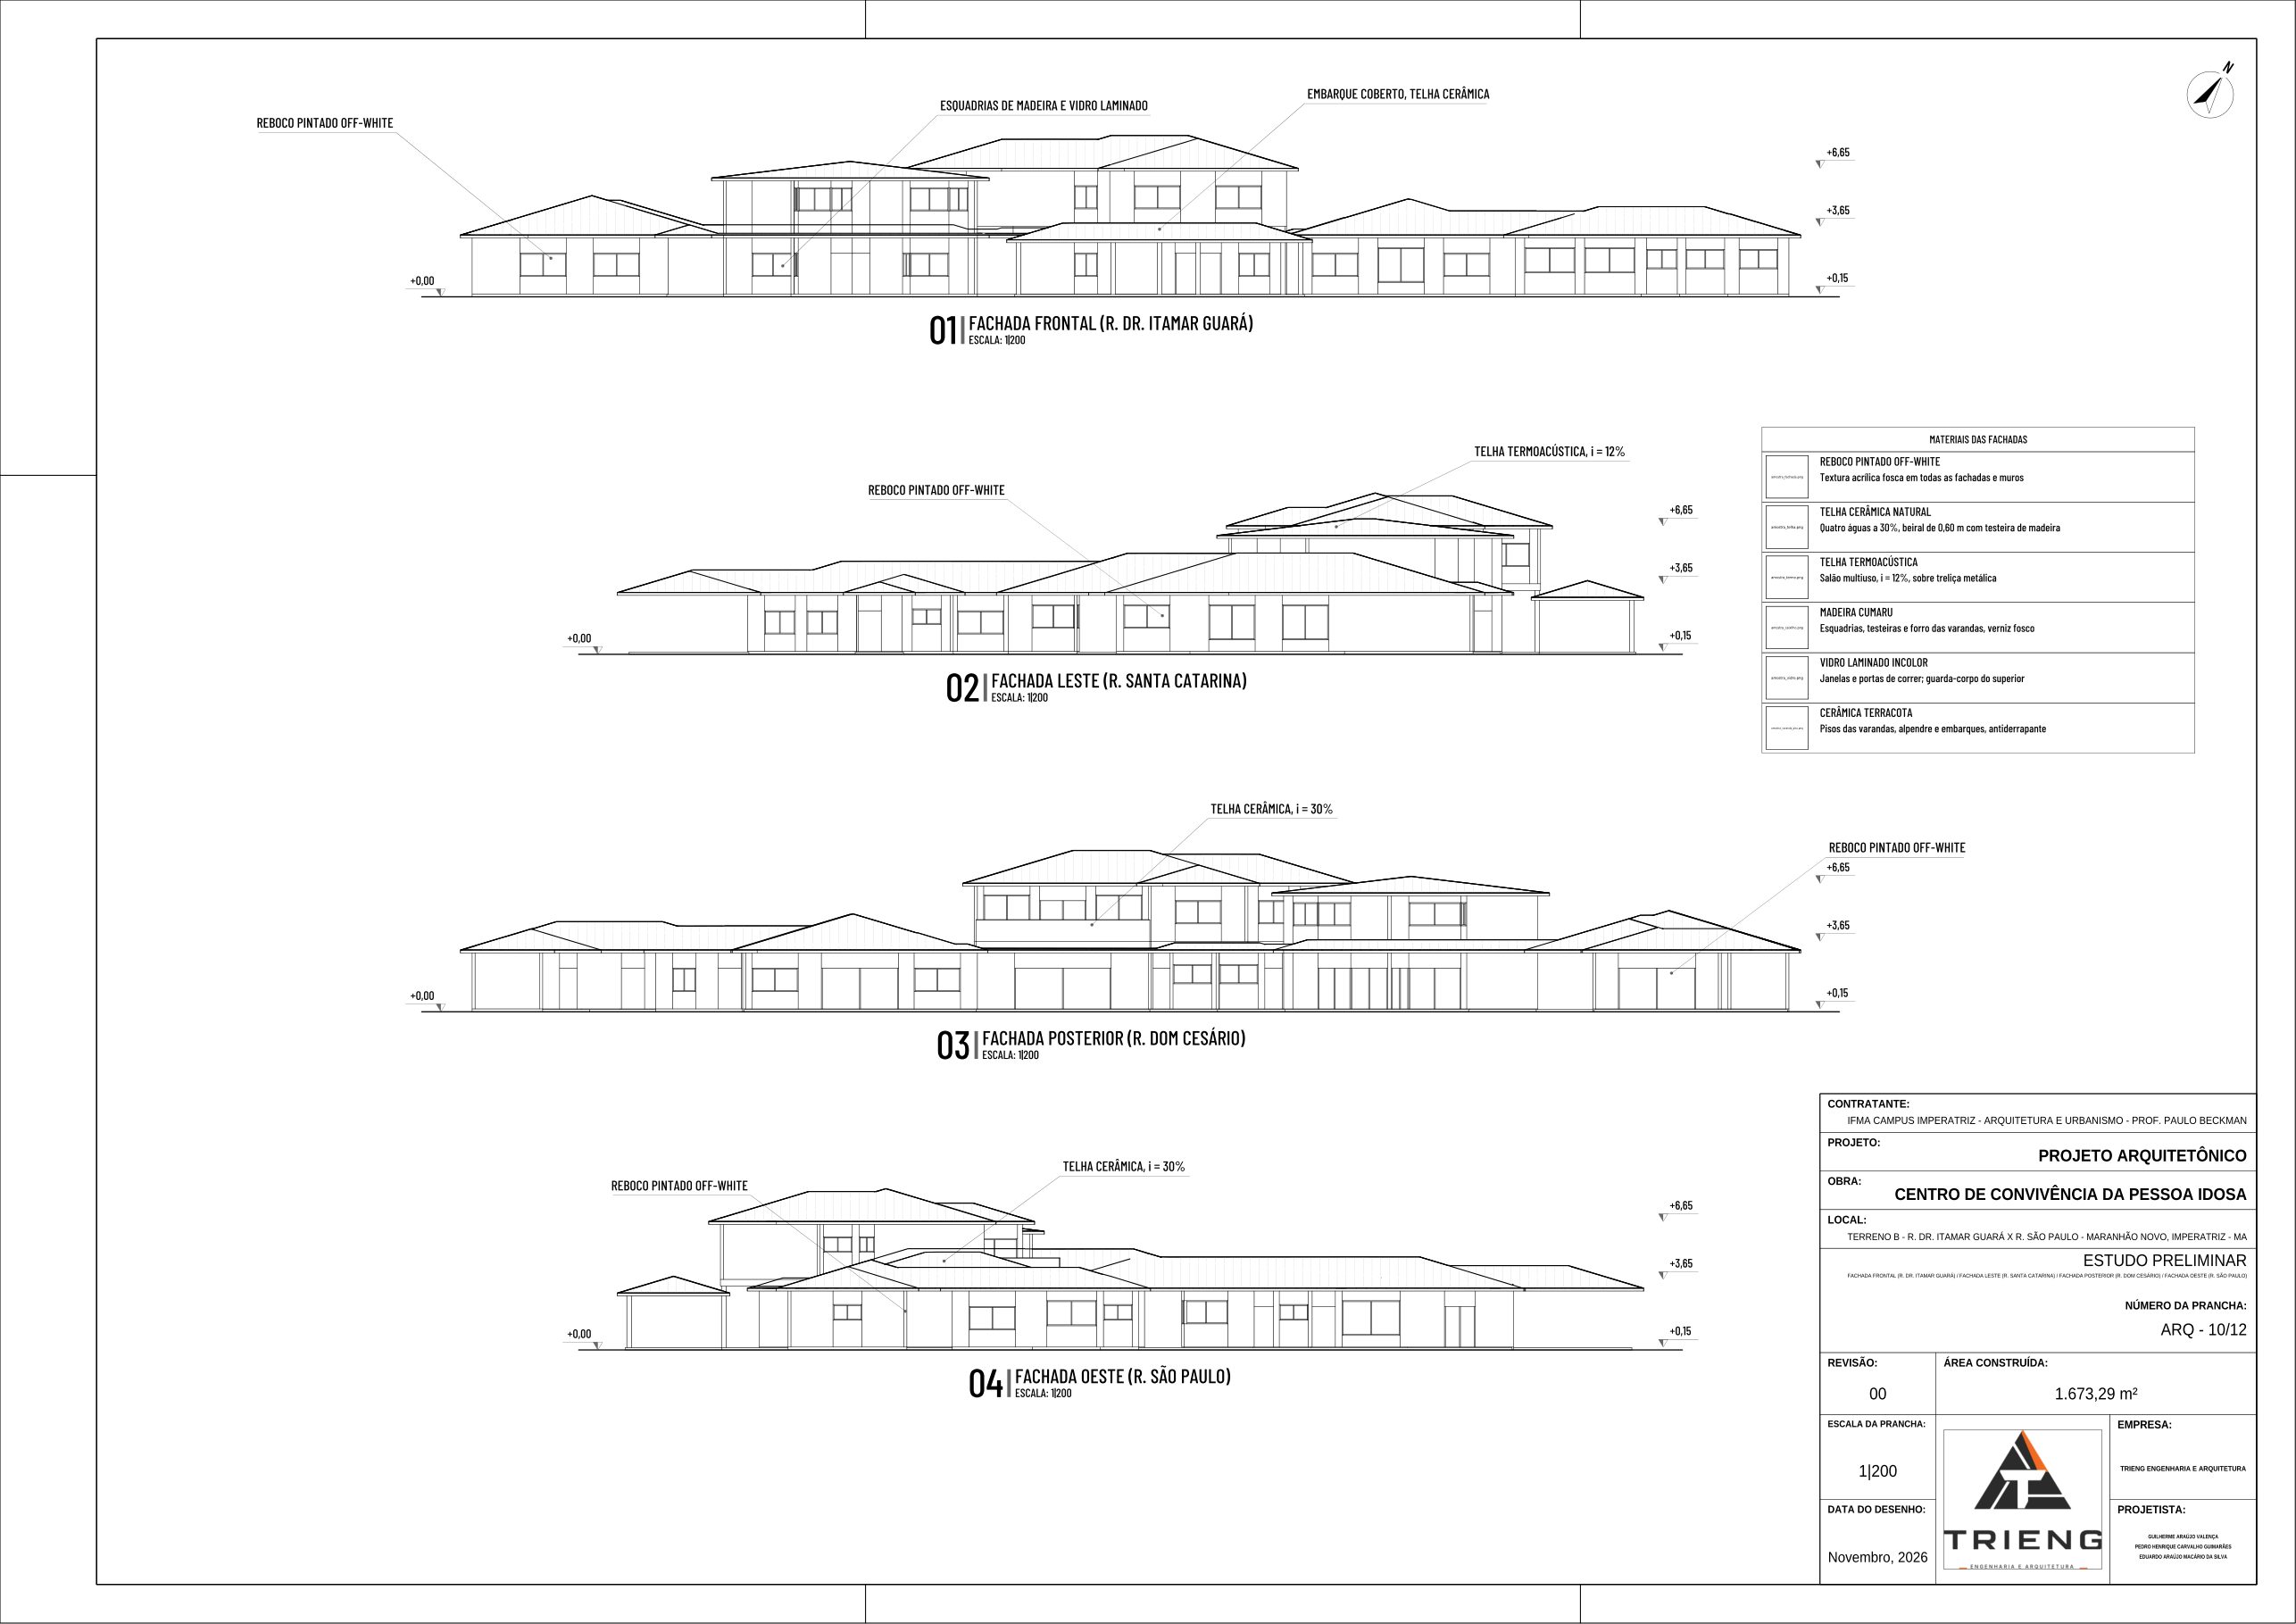 N
EMBARQUE COBERTO, TELHA CERÂMICA
ESQUADRIAS DE MADEIRA E VIDRO LAMINADO
REBOCO PINTADO OFF-WHITE
+6,65
+3,65
+0,00
+0,15
01 FACHADA FRONTAL (R. DR. ITAMAR GUARÁ)
ESCALA: 1|200
TELHA TERMOACÚSTICA, i = 12%
REBOCO PINTADO OFF-WHITE
+6,65
+3,65
+0,00
+0,15
02 FACHADA LESTE (R. SANTA CATARINA)
ESCALA: 1|200
MATERIAIS DAS FACHADAS
REBOCO PINTADO OFF-WHITE
Textura acrílica fosca em todas as fachadas e muros
TELHA CERÂMICA NATURAL
Quatro águas a 30%, beiral de 0,60 m com testeira de madeira
TELHA TERMOACÚSTICA
Salão multiuso, i = 12%, sobre treliça metálica
MADEIRA CUMARU
Esquadrias, testeiras e forro das varandas, verniz fosco
VIDRO LAMINADO INCOLOR
Janelas e portas de correr; guarda-corpo do superior
CERÂMICA TERRACOTA
Pisos das varandas, alpendre e embarques, antiderrapante
TELHA CERÂMICA, i = 30%
REBOCO PINTADO OFF-WHITE
+6,65
+3,65
+0,00
+0,15
03 FACHADA POSTERIOR (R. DOM CESÁRIO)
ESCALA: 1|200
TELHA CERÂMICA, i = 30%
REBOCO PINTADO OFF-WHITE
+6,65
+3,65
+0,00
+0,15
04 FACHADA OESTE (R. SÃO PAULO)
ESCALA: 1|200
CONTRATANTE:
IFMA CAMPUS IMPERATRIZ - ARQUITETURA E URBANISMO - PROF. PAULO BECKMAN
PROJETO:
PROJETO ARQUITETÔNICO
OBRA:
CENTRO DE CONVIVÊNCIA DA PESSOA IDOSA
LOCAL:
TERRENO B - R. DR. ITAMAR GUARÁ X R. SÃO PAULO - MARANHÃO NOVO, IMPERATRIZ - MA
ESTUDO PRELIMINAR
FACHADA FRONTAL (R. DR. ITAMAR GUARÁ) / FACHADA LESTE (R. SANTA CATARINA) / FACHADA POSTERIOR (R. DOM CESÁRIO) / FACHADA OESTE (R. SÃO PAULO)
NÚMERO DA PRANCHA:
ARQ - 10/12
REVISÃO:
00
ÁREA CONSTRUÍDA:
1.673,29 m²
ESCALA DA PRANCHA:
1|200
EMPRESA:
TRIENG ENGENHARIA E ARQUITETURA
DATA DO DESENHO:
Novembro, 2026
TRIENG
ENGENHARIA E ARQUITETURA
PROJETISTA:
GUILHERME ARAÚJO VALENÇA
PEDRO HENRIQUE CARVALHO GUIMARÃES
EDUARDO ARAÚJO MACÁRIO DA SILVA